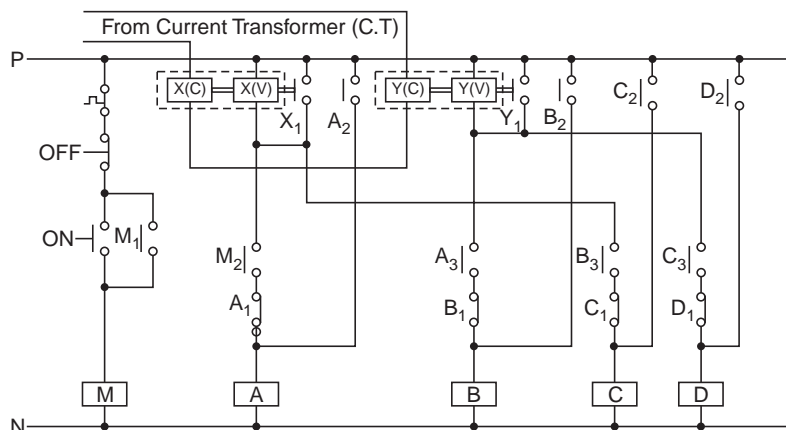 From Current Transformer (C.T)
P
X(C) X(V) Y(C) Y(V)
X1 A2 Y1 B2 C2 D2
OFF
ON M1 M2 A3 B3 C3
A1 B1 C1 D1
M A B C D
N